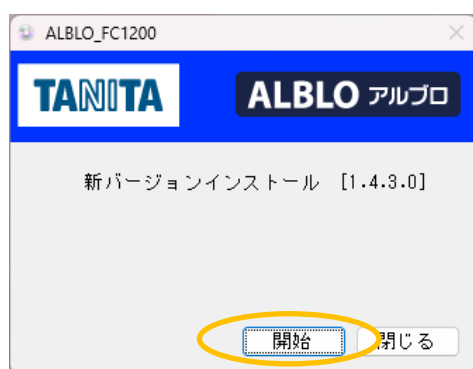 ALBLO_FC1200
TANITA
ALBLO アルブロ
新バージョンインストール [1.4.3.0]
開始
閉じる